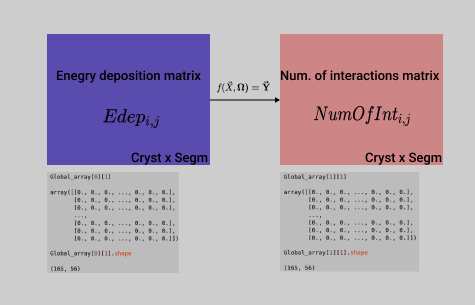 Enegry deposition matrix
Edep_{i,j}
Cryst x Segm
f(X⃗, Ω) = Y⃗
Num. of interactions matrix
NumOfInt_{i,j}
Cryst x Segm
Global_array[0][1]
array([[0., 0., 0., ..., 0., 0., 0.],
[0., 0., 0., ..., 0., 0., 0.],
[0., 0., 0., ..., 0., 0., 0.],
...,
[0., 0., 0., ..., 0., 0., 0.],
[0., 0., 0., ..., 0., 0., 0.],
[0., 0., 0., ..., 0., 0., 0.]])
Global_array[0][1].shape
(165, 56)
Global_array[1][1]
array([[0., 0., 0., ..., 0., 0., 0.],
[0., 0., 0., ..., 0., 0., 0.],
[0., 0., 0., ..., 0., 0., 0.],
...,
[0., 0., 0., ..., 0., 0., 0.],
[0., 0., 0., ..., 0., 0., 0.],
[0., 0., 0., ..., 0., 0., 0.]])
Global_array[1][1].shape
(165, 56)